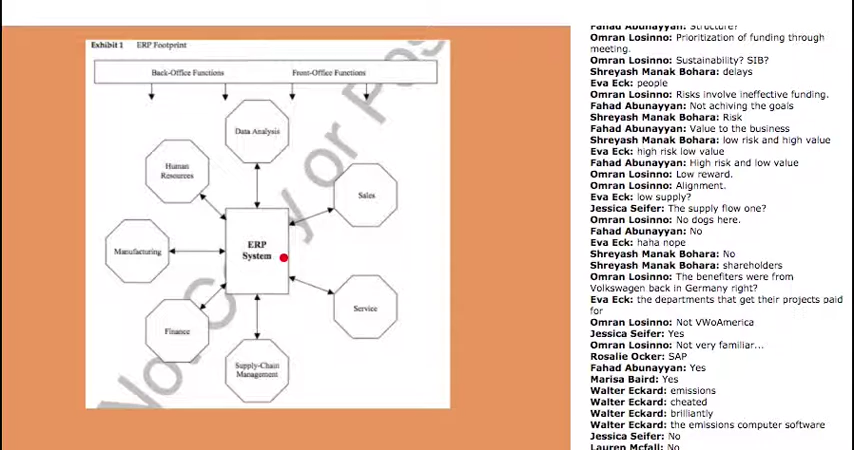 Exhibit 1 ERP Footprint
Back-Office Functions Front-Office Functions
Data Analysis
Human
Resources
Sales
Manufacturing
ERP
System
Service
Finance
Supply-Chain
Management
Fahad Abunayyan: Structure?
Omran Losinno: Prioritization of funding through
meeting.
Omran Losinno: Sustainability? SIB?
Shreyash Manak Bohara: delays
Eva Eck: people
Omran Losinno: Risks involve ineffective funding.
Fahad Abunayyan: Not achiving the goals
Shreyash Manak Bohara: Risk
Fahad Abunayyan: Value to the business
Shreyash Manak Bohara: low risk and high value
Eva Eck: high risk low value
Fahad Abunayyan: High risk and low value
Omran Losinno: Low reward.
Omran Losinno: Alignment.
Eva Eck: low supply?
Jessica Seifer: The supply flow one?
Omran Losinno: No dogs here.
Fahad Abunayyan: No
Eva Eck: haha nope
Shreyash Manak Bohara: No
Shreyash Manak Bohara: shareholders
Omran Losinno: The benefiters were from
Volkswagen back in Germany right?
Eva Eck: the departments that get their projects paid
for
Omran Losinno: Not VWoAmerica
Jessica Seifer: Yes
Omran Losinno: Not very familiar...
Rosalie Ocker: SAP
Fahad Abunayyan: Yes
Marisa Baird: Yes
Walter Eckard: emissions
Walter Eckard: cheated
Walter Eckard: brilliantly
Walter Eckard: the emissions computer software
Jessica Seifer: No
Lauren Mcfall: No